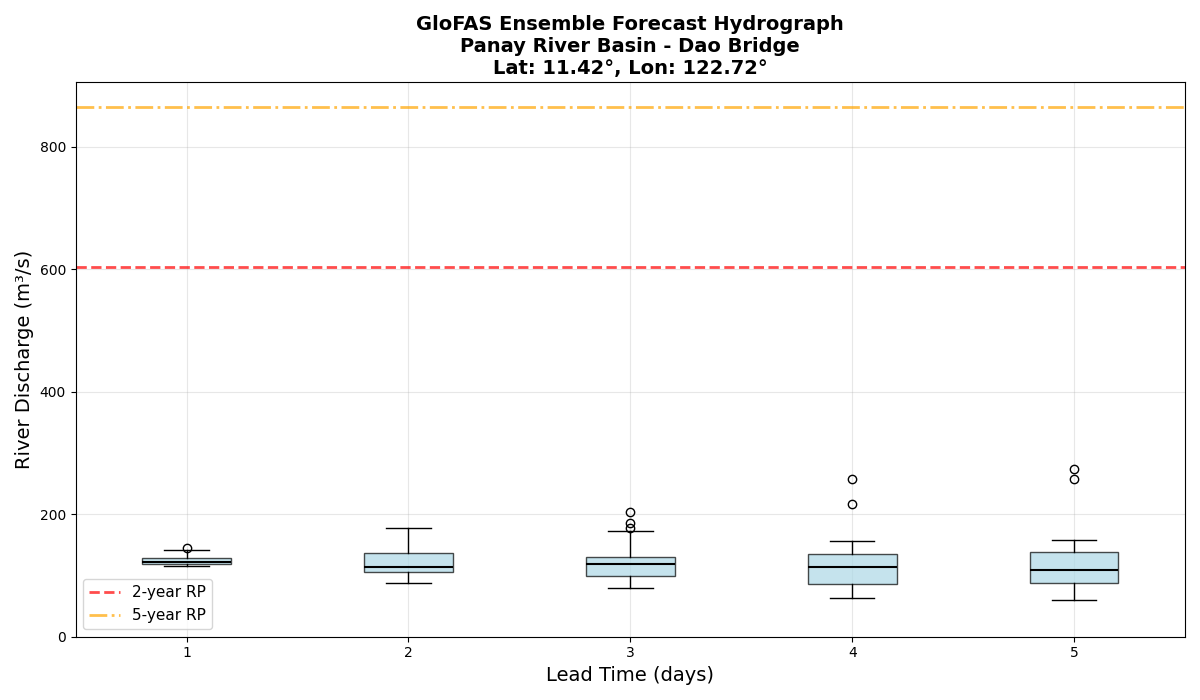 GloFAS Ensemble Forecast Hydrograph
Panay River Basin - Dao Bridge
Lat: 11.42°, Lon: 122.72°
River Discharge (m³/s)
800
600
400
200
0
2-year RP
5-year RP
1 2 3 4 5
Lead Time (days)